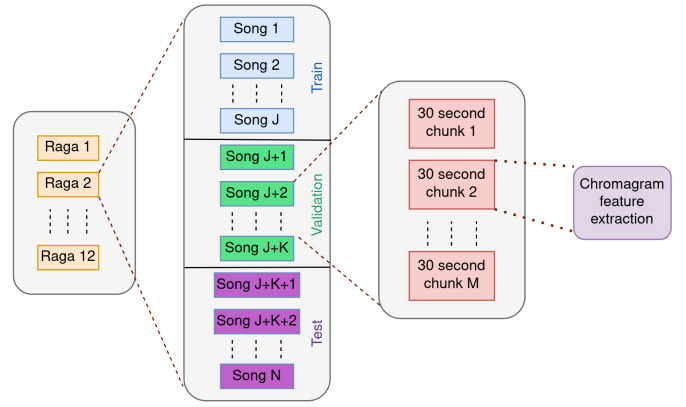 Raga 1
Raga 2
Raga 12
Song 1
Song 2
Song J
Train
Song J+1
Song J+2
Song J+K
Validation
Song J+K+1
Song J+K+2
Song N
Test
30 second
chunk 1
30 second
chunk 2
30 second
chunk M
Chromagram
feature
extraction